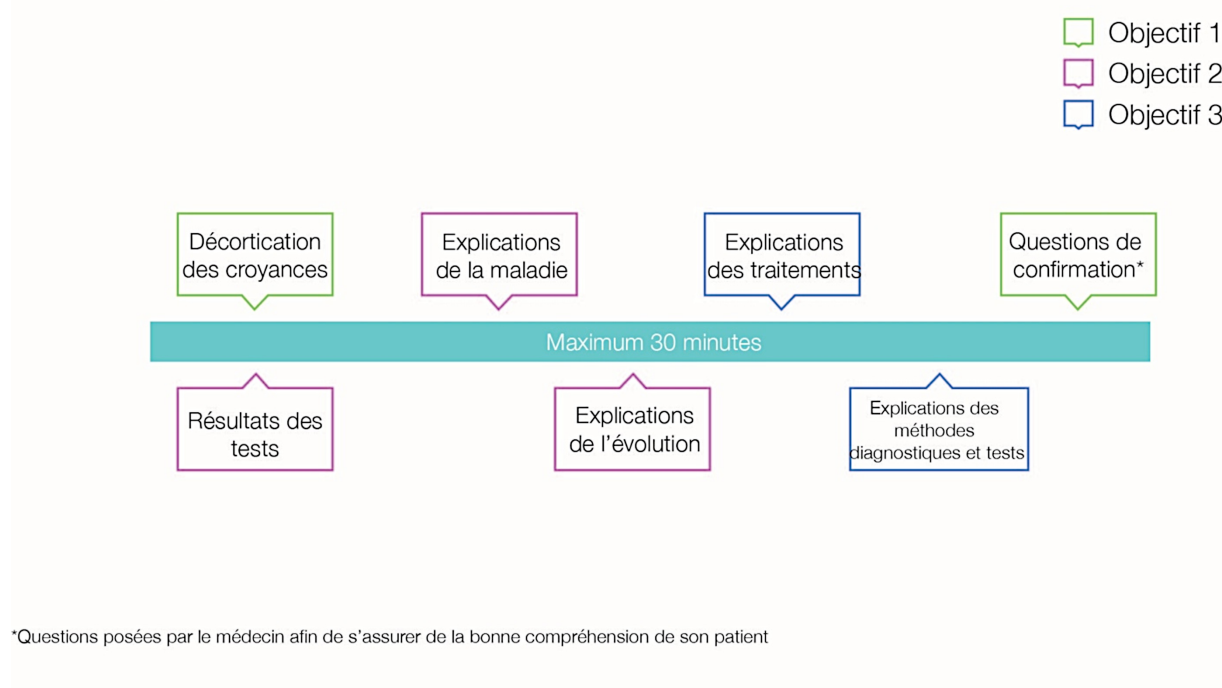 Objectif 1
Objectif 2
Objectif 3
Décortication
des croyances
Explications
de la maladie
Explications
des traitements
Questions de
confirmation*
Maximum 30 minutes
Résultats des
tests
Explications
de l'évolution
Explications des
méthodes
diagnostiques et tests
*Questions posées par le médecin afin de s'assurer de la bonne compréhension de son patient